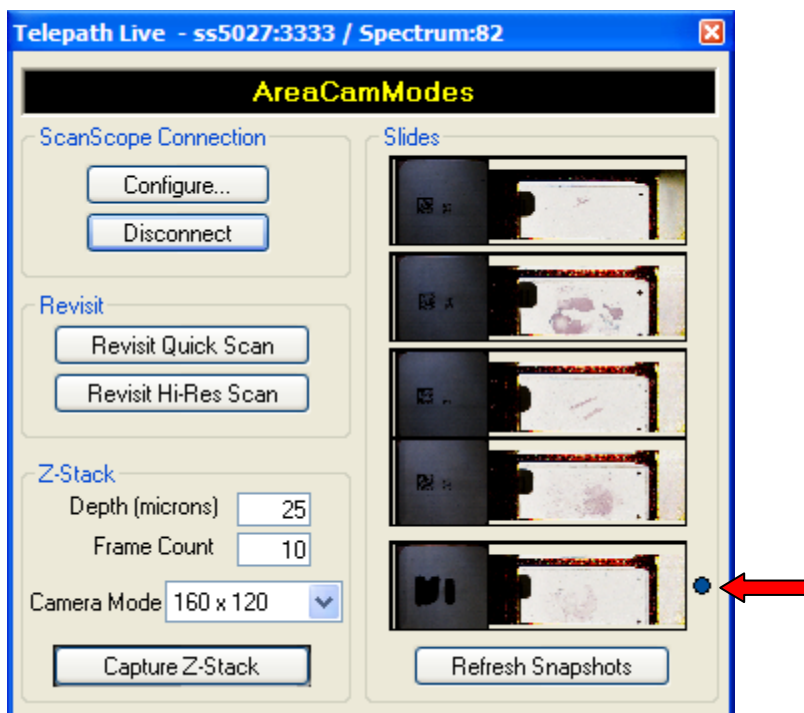 Telepath Live - ss5027:3333 / Spectrum:82
AreaCamModes
ScanScope Connection
Configure...
Disconnect
Revisit
Revisit Quick Scan
Revisit Hi-Res Scan
Z-Stack
Depth (microns) 25
Frame Count 10
Camera Mode 160 x 120
Capture Z-Stack
Slides
Refresh Snapshots